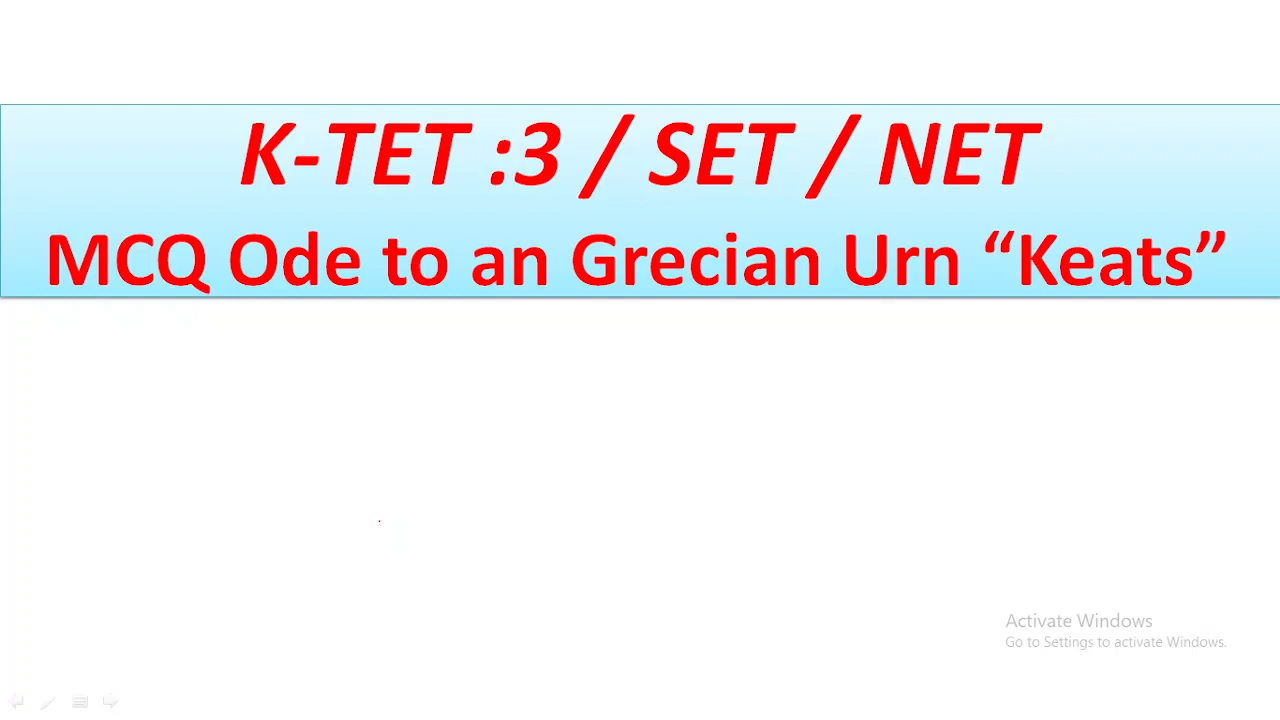 K-TET :3 / SET / NET
MCQ Ode to an Grecian Urn “Keats”
Activate Windows
Go to Settings to activate Windows.